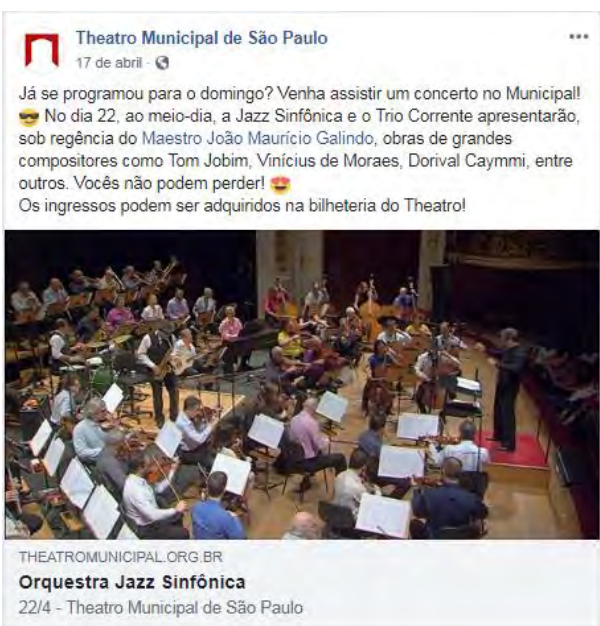 Theatro Municipal de São Paulo
17 de abril ·
Já se programou para o domingo? Venha assistir um concerto no Municipal!
😎 No dia 22, ao meio-dia, a Jazz Sinfônica e o Trio Corrente apresentarão,
sob regência do Maestro João Maurício Galindo, obras de grandes
compositores como Tom Jobim, Vinícius de Moraes, Dorival Caymmi, entre
outros. Vocês não podem perder! 😍
Os ingressos podem ser adquiridos na bilheteria do Theatro!
THEATROMUNICIPAL.ORG.BR
Orquestra Jazz Sinfônica
22/4 - Theatro Municipal de São Paulo